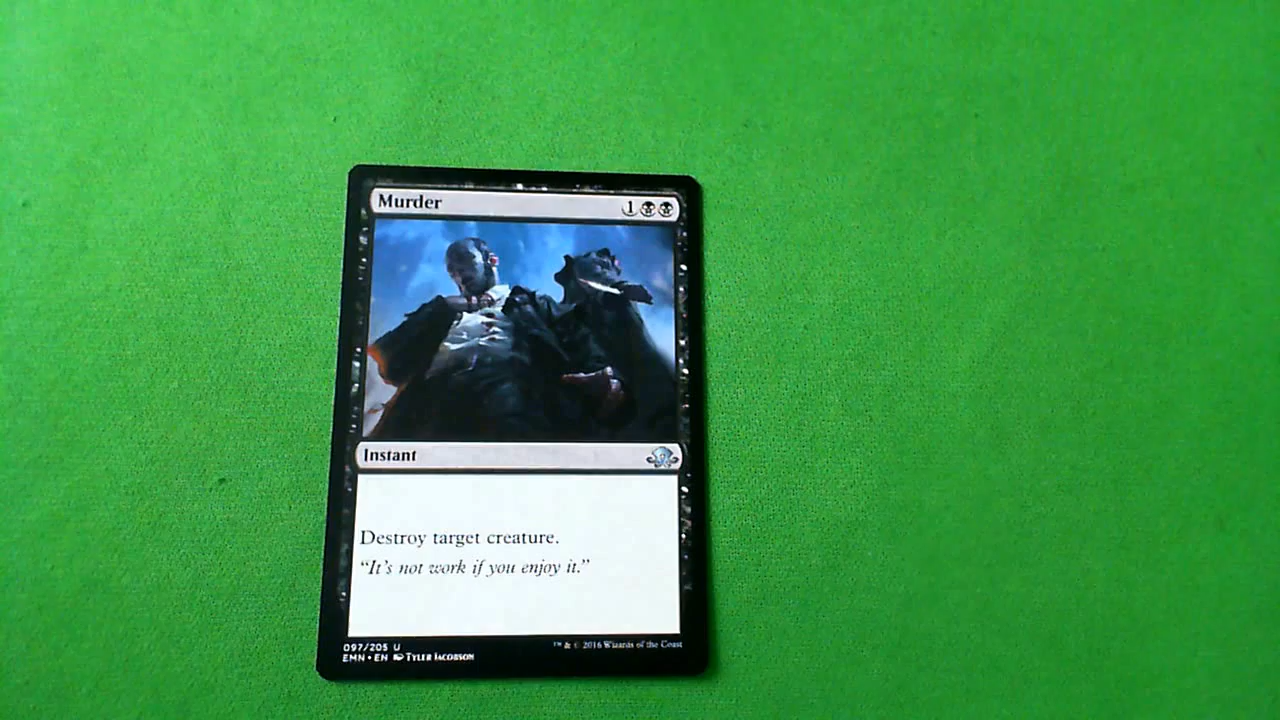 Murder 1
Instant
Destroy target creature.
“It’s not work if you enjoy it.”
097/205 U
™ & © 2016 Wizards of the Coast
EMN • EN Tyler Jacobson